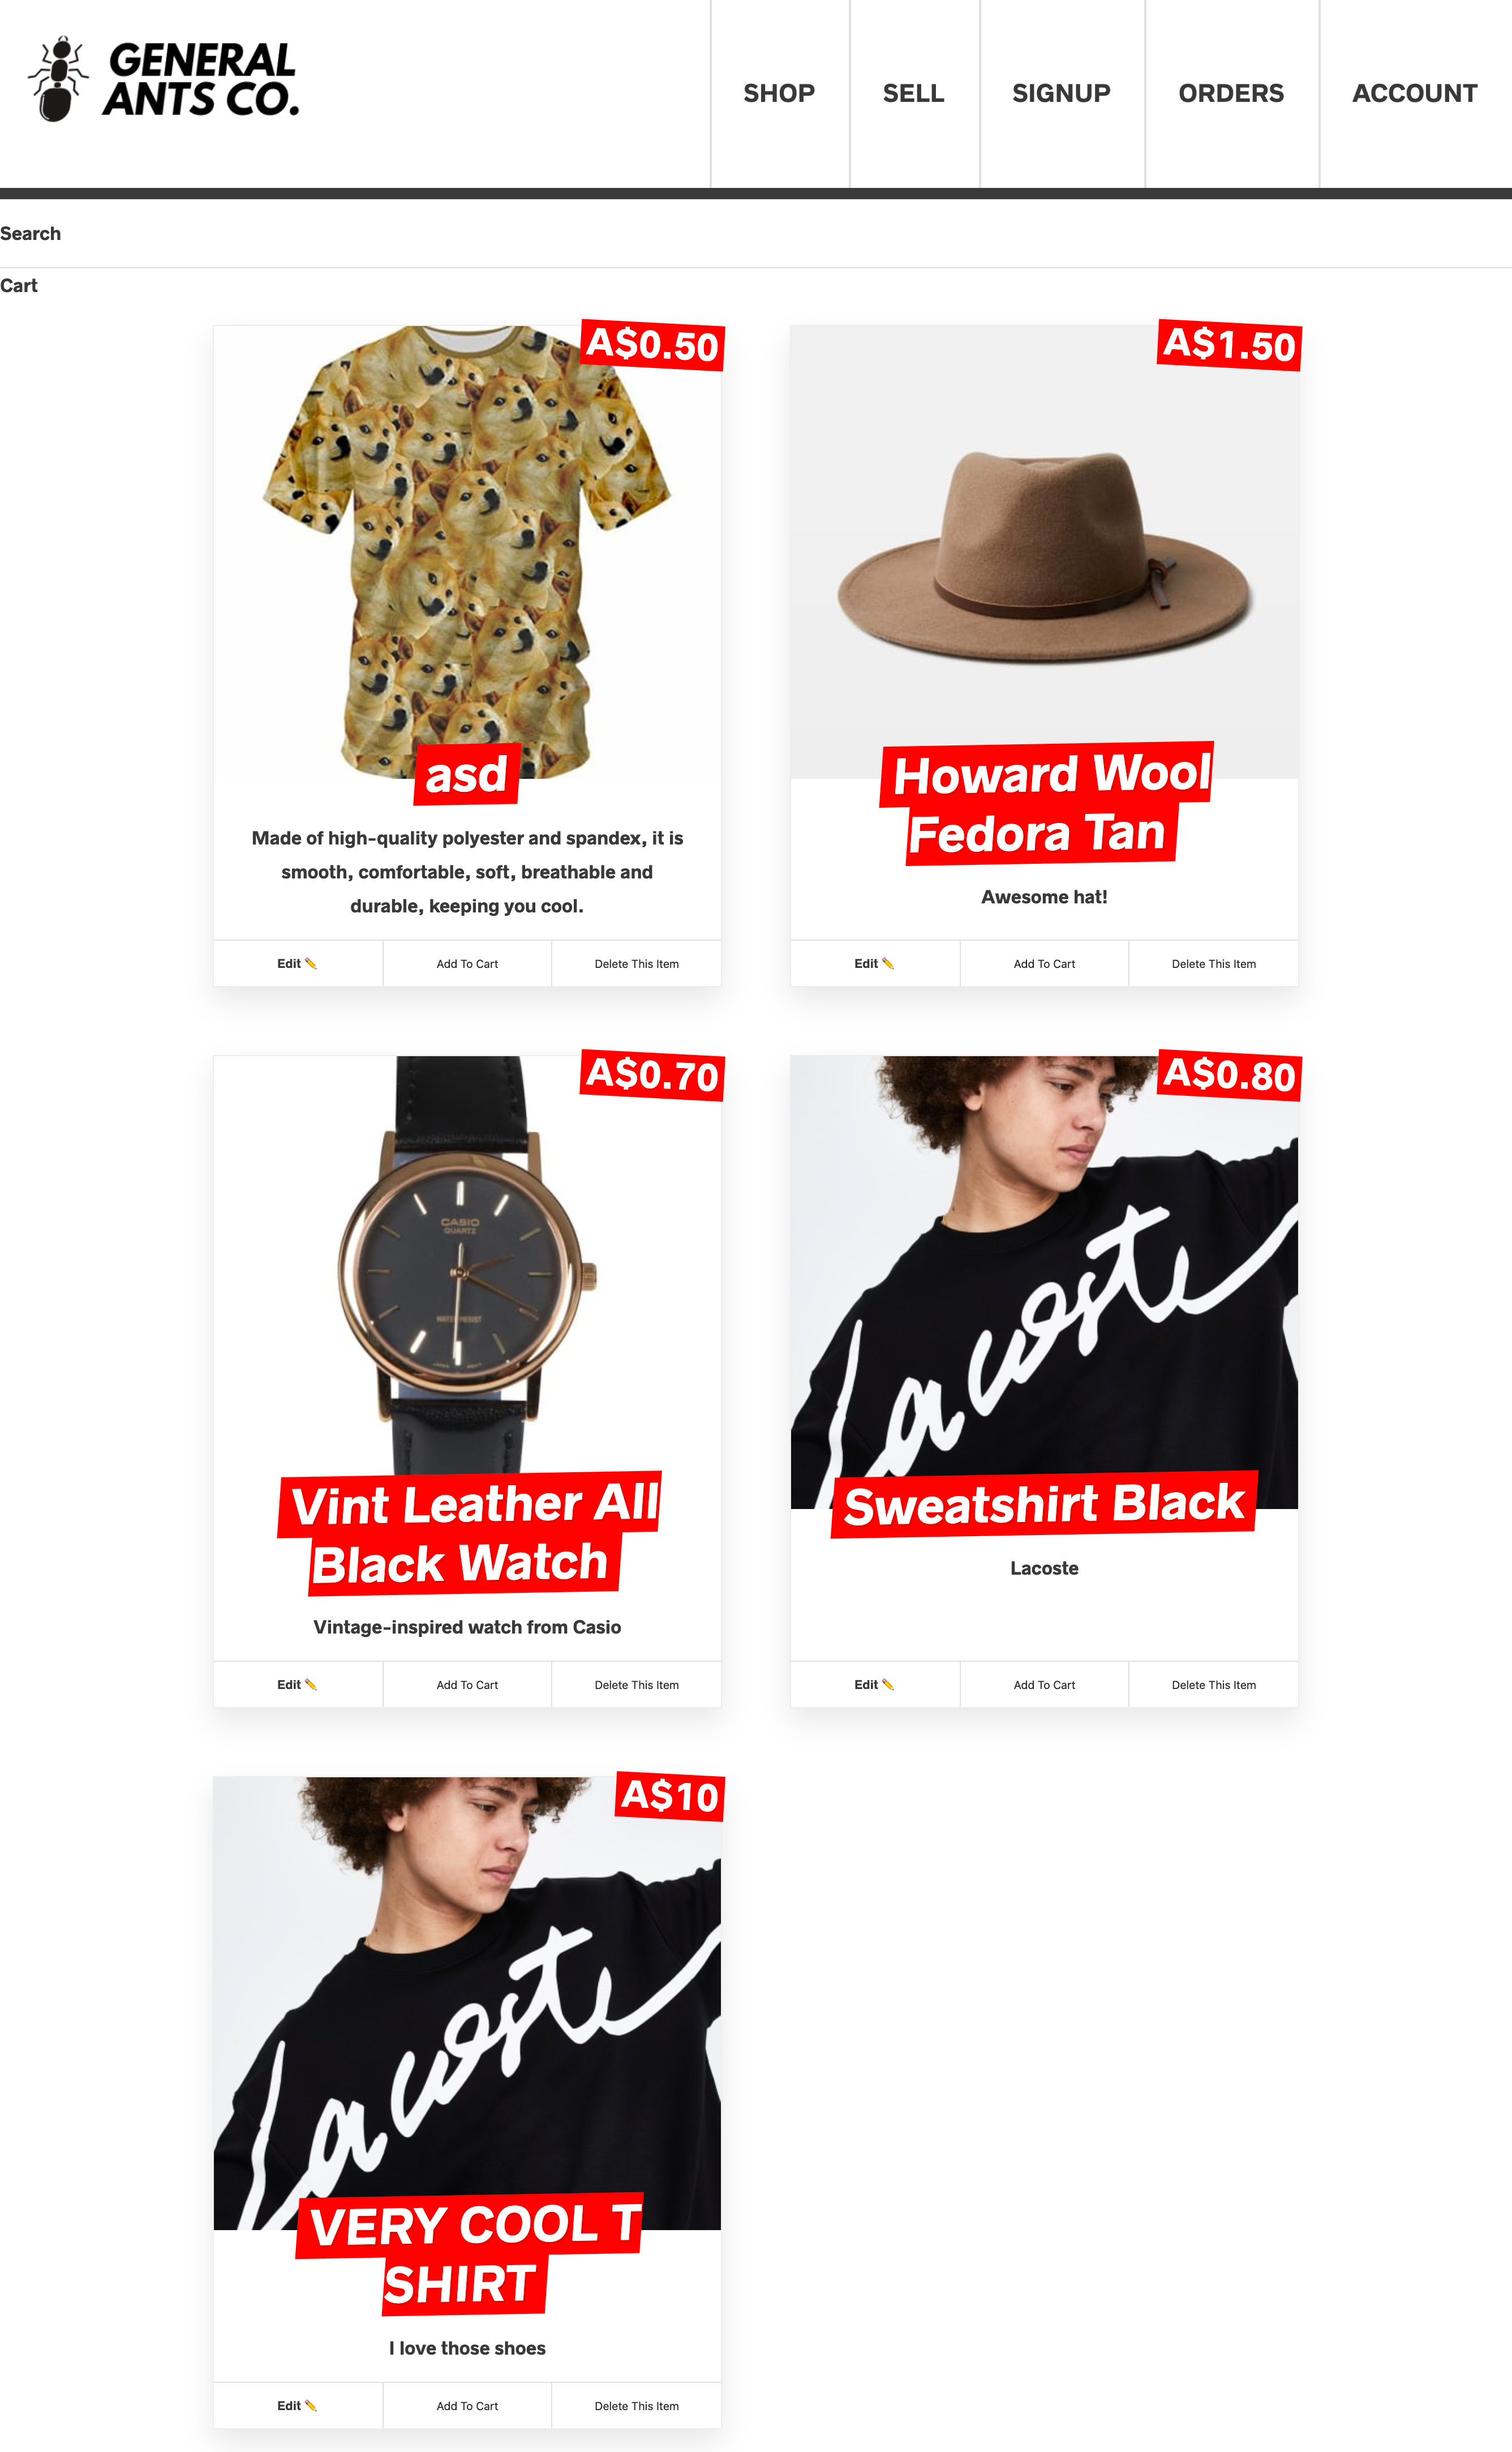 GENERAL
ANTS CO.
SHOP
SELL
SIGNUP
ORDERS
ACCOUNT
Search
Cart
A$0.50
asd
Made of high-quality polyester and spandex, it is
smooth, comfortable, soft, breathable and
durable, keeping you cool.
Edit ✏️
Add To Cart
Delete This Item
A$1.50
Howard Wool
Fedora Tan
Awesome hat!
Edit ✏️
Add To Cart
Delete This Item
A$0.70
CASIO
QUARTZ
Vint Leather All
Black Watch
Vintage-inspired watch from Casio
Edit ✏️
Add To Cart
Delete This Item
A$0.80
Lacoste
Sweatshirt Black
Lacoste
Edit ✏️
Add To Cart
Delete This Item
A$10
Lacoste
VERY COOL T
SHIRT
I love those shoes
Edit ✏️
Add To Cart
Delete This Item